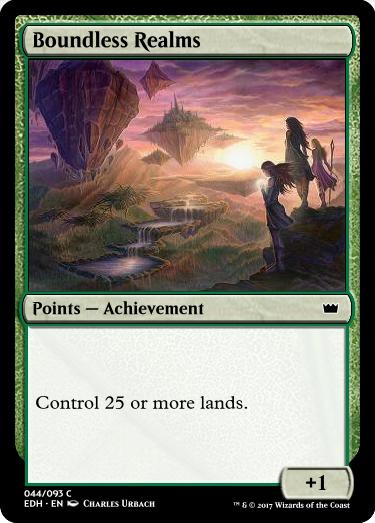 Boundless Realms
Points — Achievement
Control 25 or more lands.
+1
044/093 C
EDH • EN Charles Urbach
™ & © 2017 Wizards of the Coast